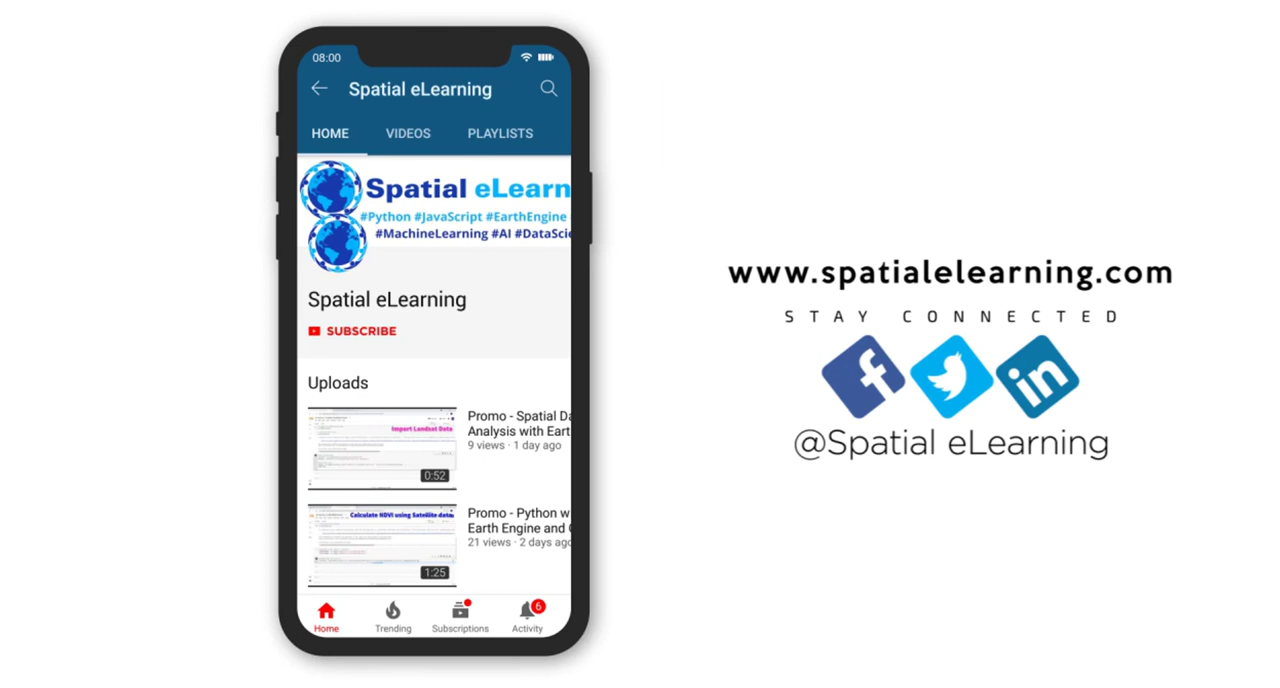 08:00
Spatial eLearning
HOME VIDEOS PLAYLISTS
Spatial eLearn
#Python #JavaScript #EarthEngine
#MachineLearning #AI #DataScie
Spatial eLearning
SUBSCRIBE
Uploads
Import Landsat Data
0:52
Promo - Spatial Da
Analysis with Eart
9 views · 1 day ago
Calculate NDVI using Satellite data
1:25
Promo - Python w
Earth Engine and
21 views · 2 days ago
6
Home Trending Subscriptions Activity
www.spatialelearning.com
STAY CONNECTED
f in
@Spatial eLearning